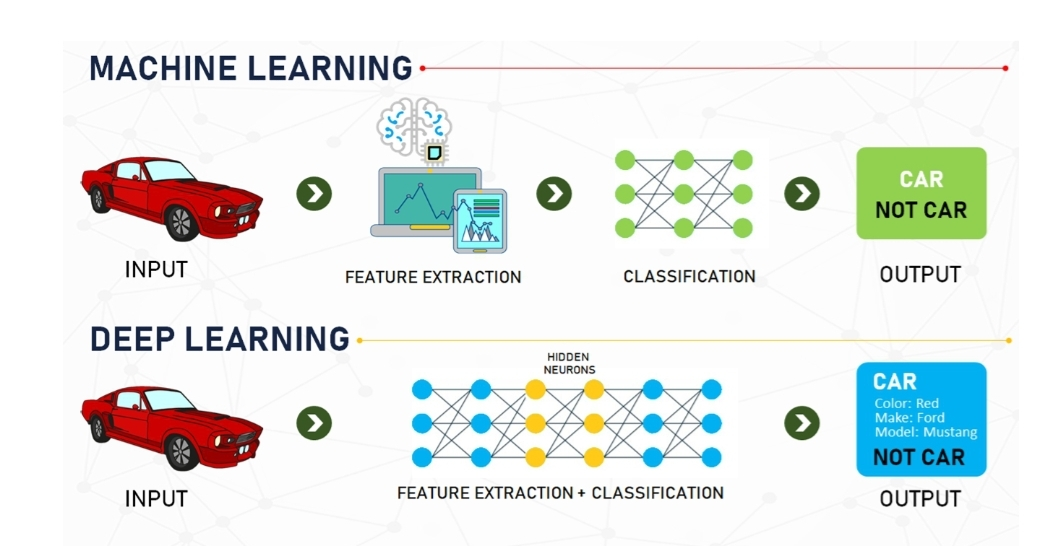 MACHINE LEARNING
INPUT
FEATURE EXTRACTION
CLASSIFICATION
CAR
NOT CAR
OUTPUT
DEEP LEARNING
HIDDEN
NEURONS
INPUT
FEATURE EXTRACTION + CLASSIFICATION
CAR
Color: Red
Make: Ford
Model: Mustang
NOT CAR
OUTPUT